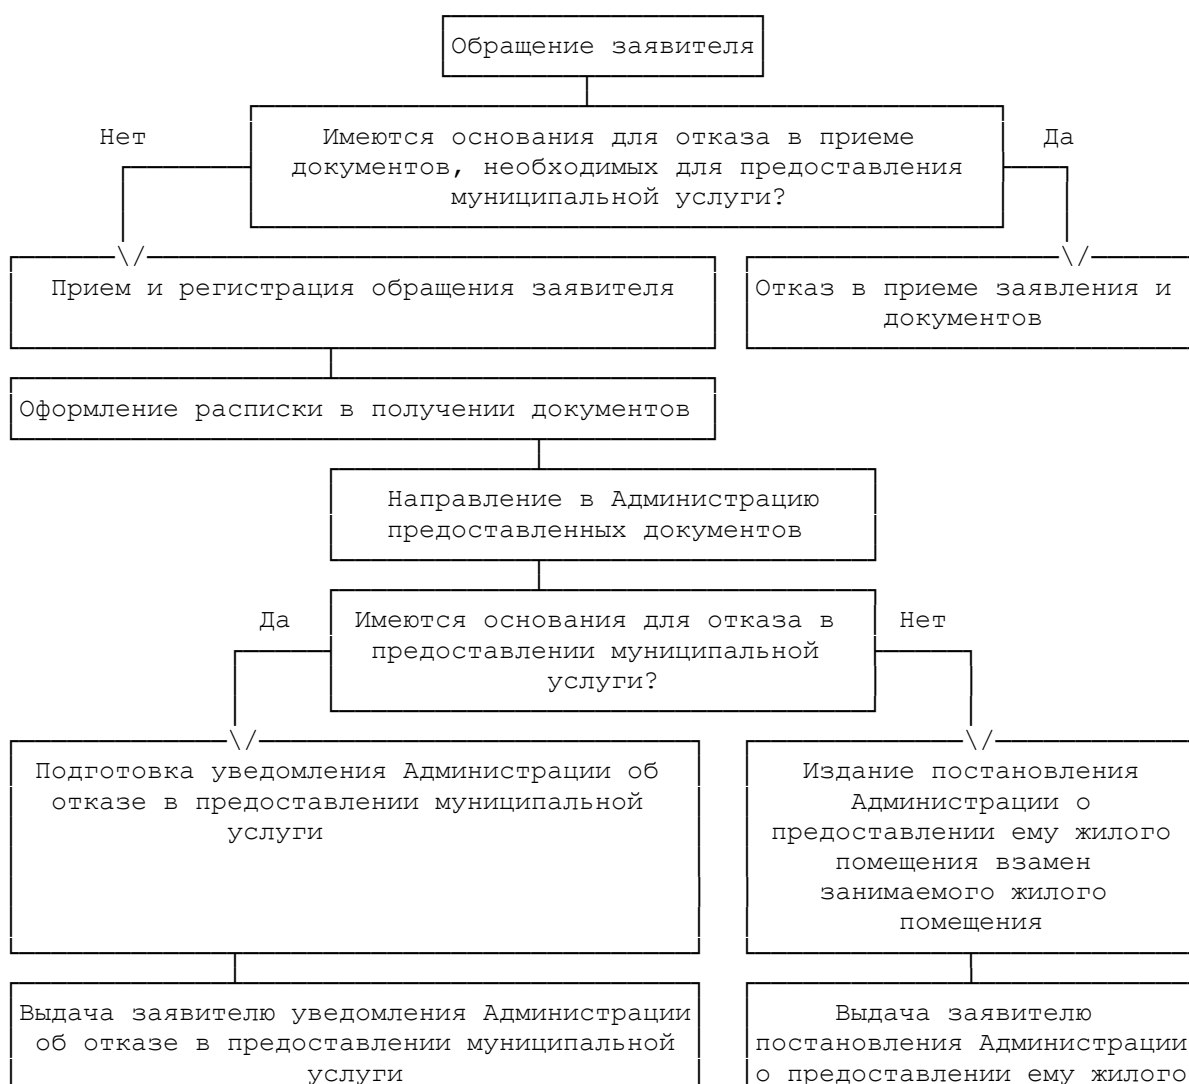 Обращение заявителя
Нет
Имеются основания для отказа в приеме
Да
документов, необходимых для предоставления
муниципальной услуги?
Прием и регистрация обращения заявителя
Отказ в приеме заявления и
документов
Оформление расписки в получении документов
Направление в Администрацию
предоставленных документов
Да
Имеются основания для отказа в
Нет
предоставлении муниципальной
услуги?
Подготовка уведомления Администрации об
отказе в предоставлении муниципальной
услуги
Издание постановления
Администрации о
предоставлении ему жилого
помещения взамен
занимаемого жилого
помещения
Выдача заявителю уведомления Администрации
об отказе в предоставлении муниципальной
услуги
Выдача заявителю
постановления Администрации
о предоставлении ему жилого